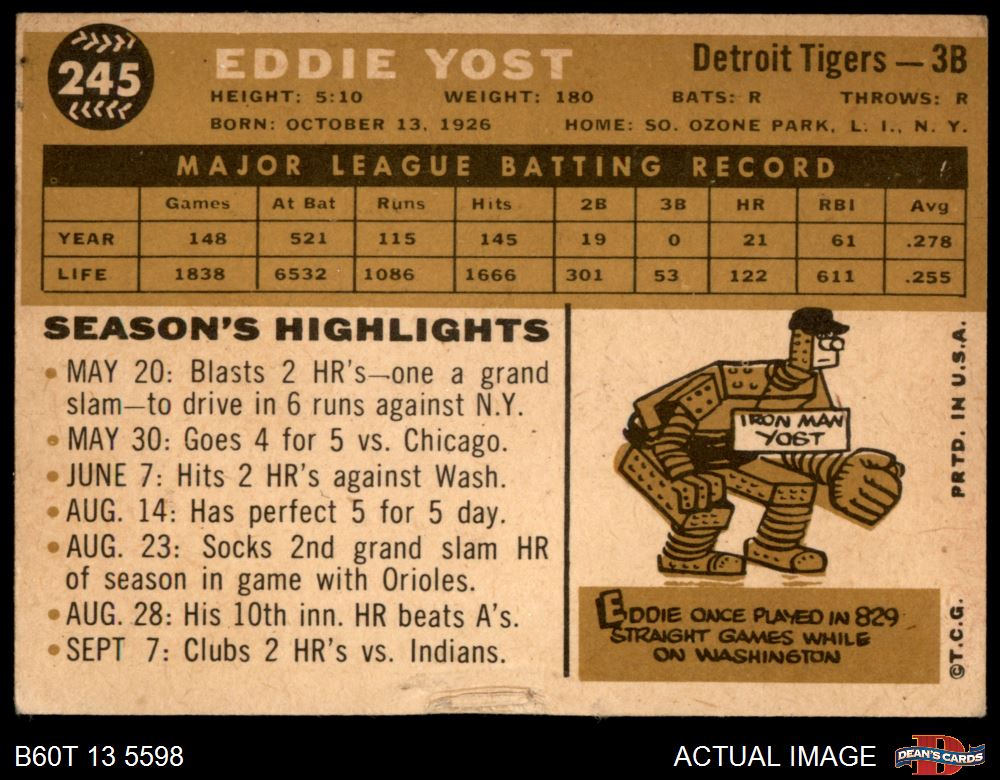 245
EDDIE YOST
Detroit Tigers — 3B
HEIGHT: 5:10 WEIGHT: 180 BATS: R THROWS: R
BORN: OCTOBER 13, 1926 HOME: SO. OZONE PARK, L. I., N. Y.
MAJOR LEAGUE BATTING RECORD
Games At Bat Runs Hits 2B 3B HR RBI Avg
YEAR 148 521 115 145 19 0 21 61 .278
LIFE 1838 6532 1086 1666 301 53 122 611 .255
SEASON'S HIGHLIGHTS
• MAY 20: Blasts 2 HR's—one a grand
slam—to drive in 6 runs against N.Y.
• MAY 30: Goes 4 for 5 vs. Chicago.
• JUNE 7: Hits 2 HR's against Wash.
• AUG. 14: Has perfect 5 for 5 day.
• AUG. 23: Socks 2nd grand slam HR
of season in game with Orioles.
• AUG. 28: His 10th inn. HR beats A's.
• SEPT 7: Clubs 2 HR's vs. Indians.
IRON MAN
YOST
EDDIE ONCE PLAYED IN 829
STRAIGHT GAMES WHILE
ON WASHINGTON
PRTD. IN U.S.A.
©T.C.G.
B60T 13 5598
ACTUAL IMAGE
D
DEAN'S CARDS